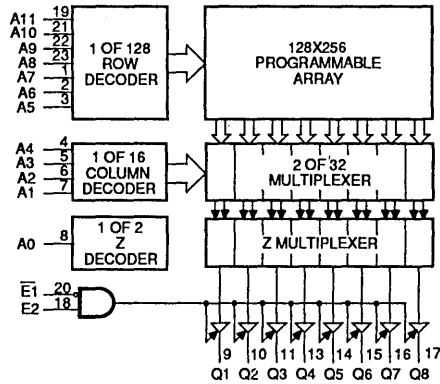 A11 19
A10 21
A9 22
A8 23
A7 1
A6 2
A5 3
1 OF 128
ROW
DECODER
128X256
PROGRAMMABLE
ARRAY
A4 4
A3 5
A2 6
A1 7
1 OF 16
COLUMN
DECODER
2 OF 32
MULTIPLEXER
A0 8
1 OF 2
Z
DECODER
Z MULTIPLEXER
E1 20
E2 18
9 10 11 13 14 15 16 17
Q1 Q2 Q3 Q4 Q5 Q6 Q7 Q8